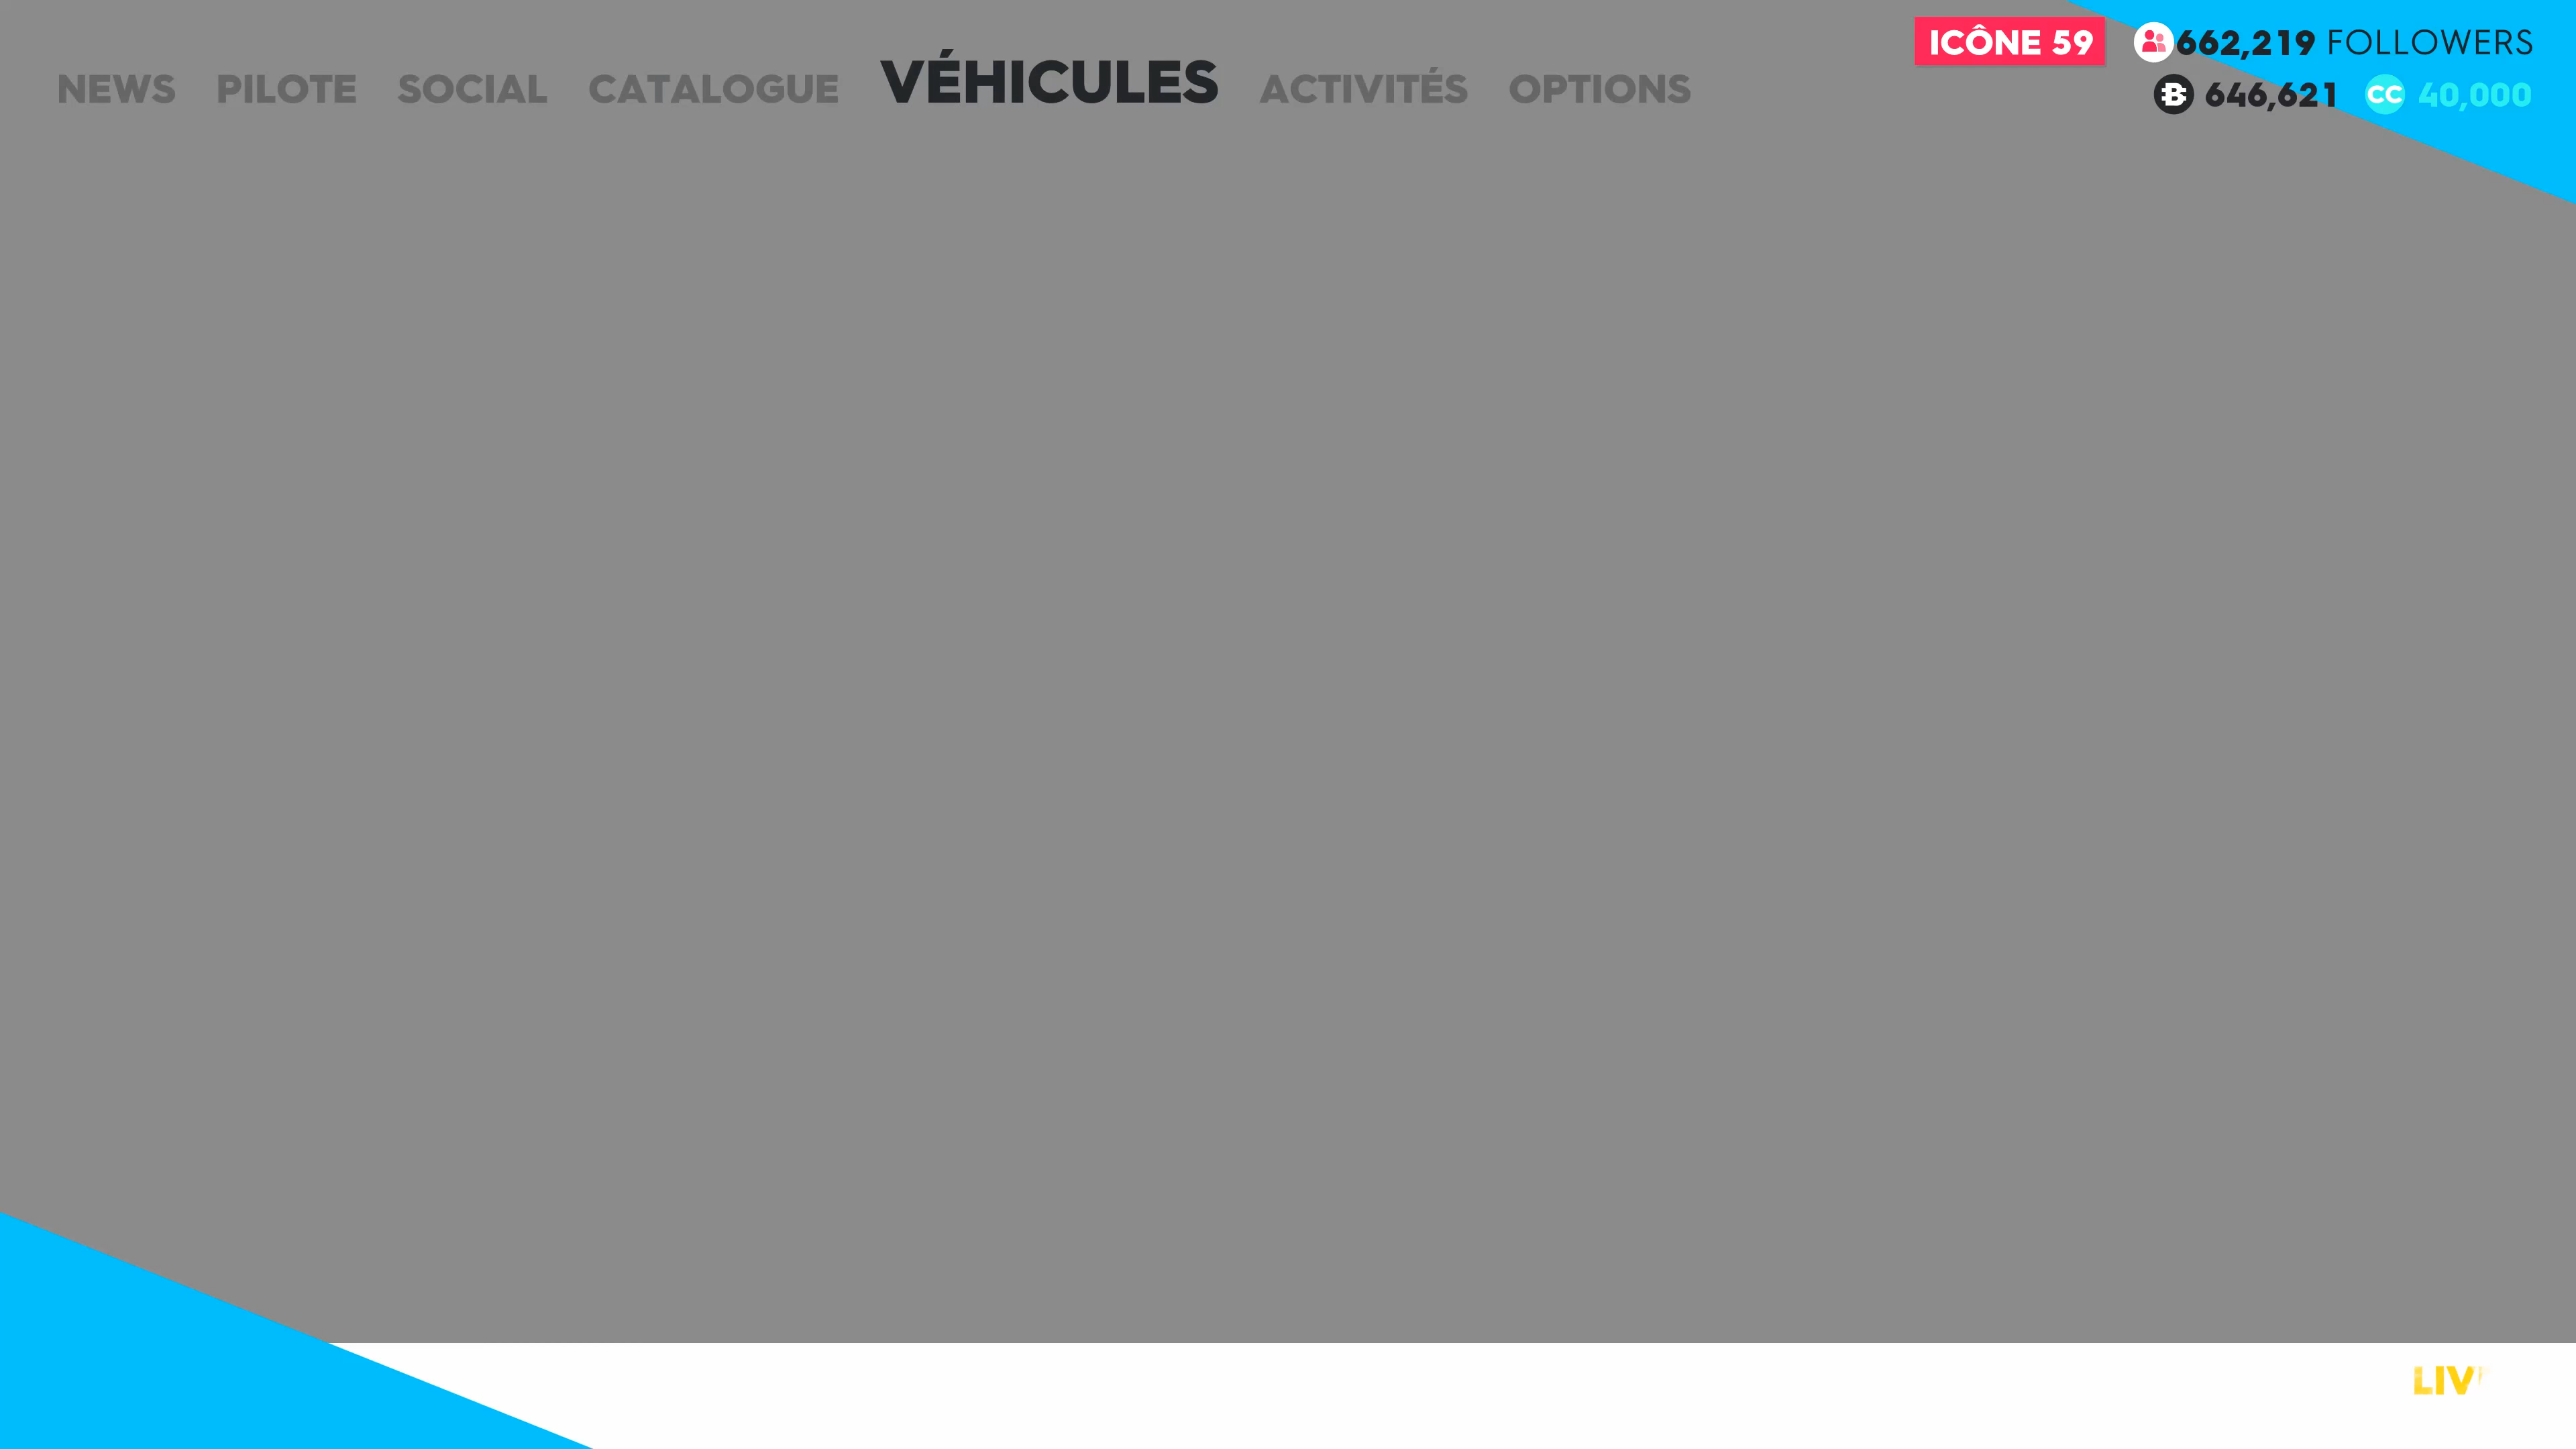 NEWS PILOTE SOCIAL CATALOGUE VÉHICULES ACTIVITÉS OPTIONS
ICÔNE 59 662,219 FOLLOWERS
646,621 CC 40,000